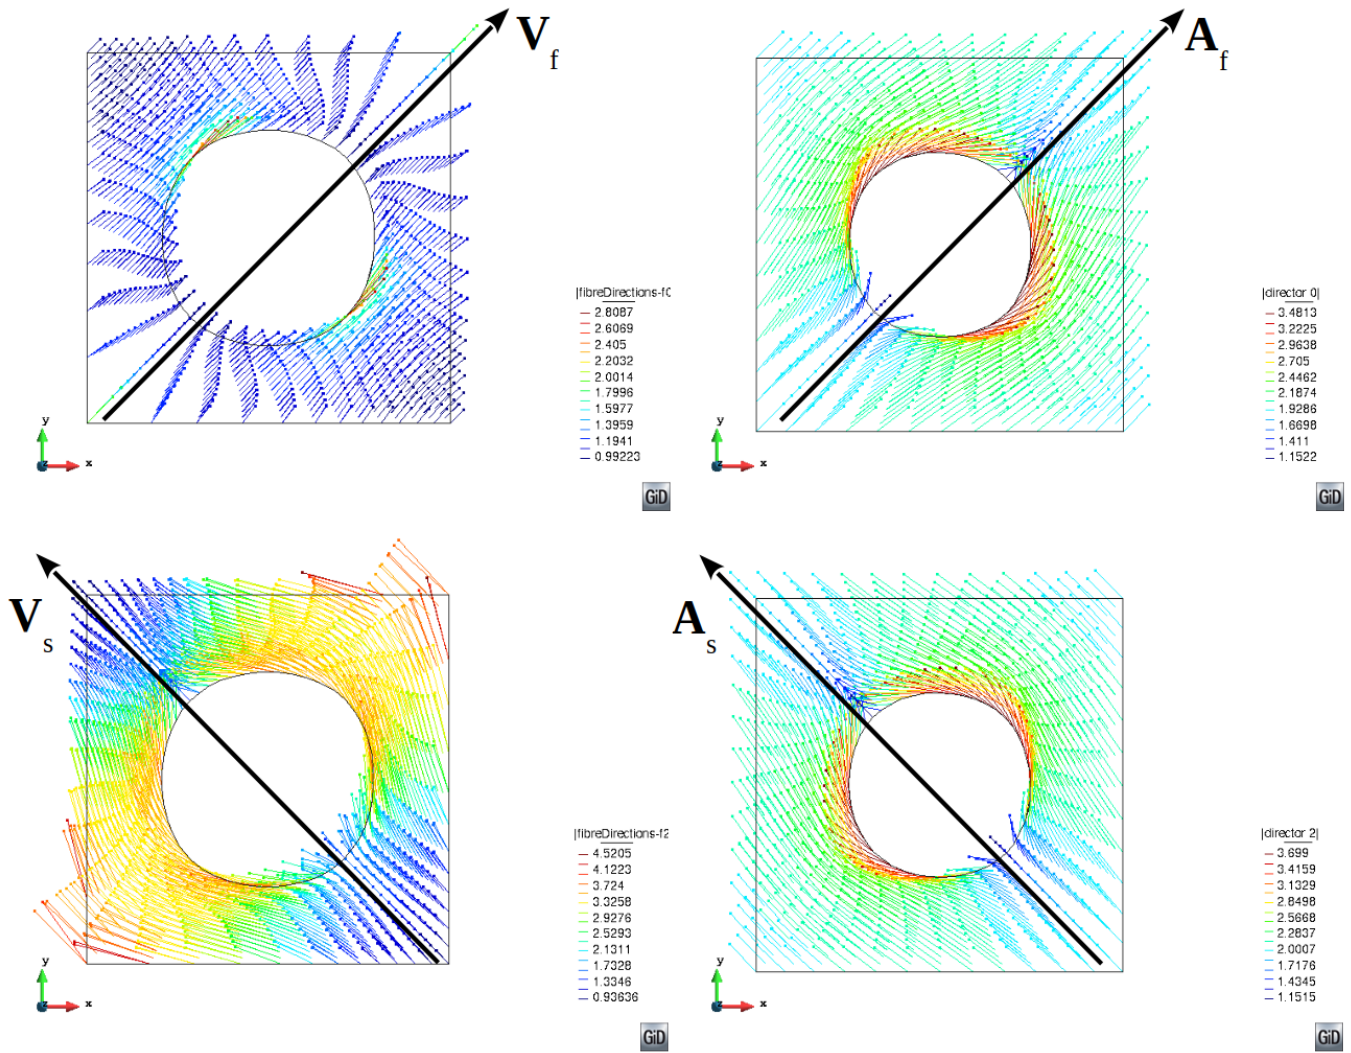 V
f
A
f
|fibreDirections-f0
2.8087
2.6069
2.405
2.2032
2.0014
1.7996
1.5977
1.3959
1.1941
0.99223
|director 0|
3.4813
3.2225
2.9638
2.705
2.4462
2.1874
1.9286
1.6698
1.411
1.1522
y
z x
y
z x
GiD
GiD
V
s
A
s
|fibreDirections-f2
4.5205
4.1223
3.724
3.3258
2.9276
2.5293
2.1311
1.7328
1.3346
0.93636
|director 2|
3.699
3.4159
3.1329
2.8498
2.5668
2.2837
2.0007
1.7176
1.4345
1.1515
y
z x
y
z x
GiD
GiD